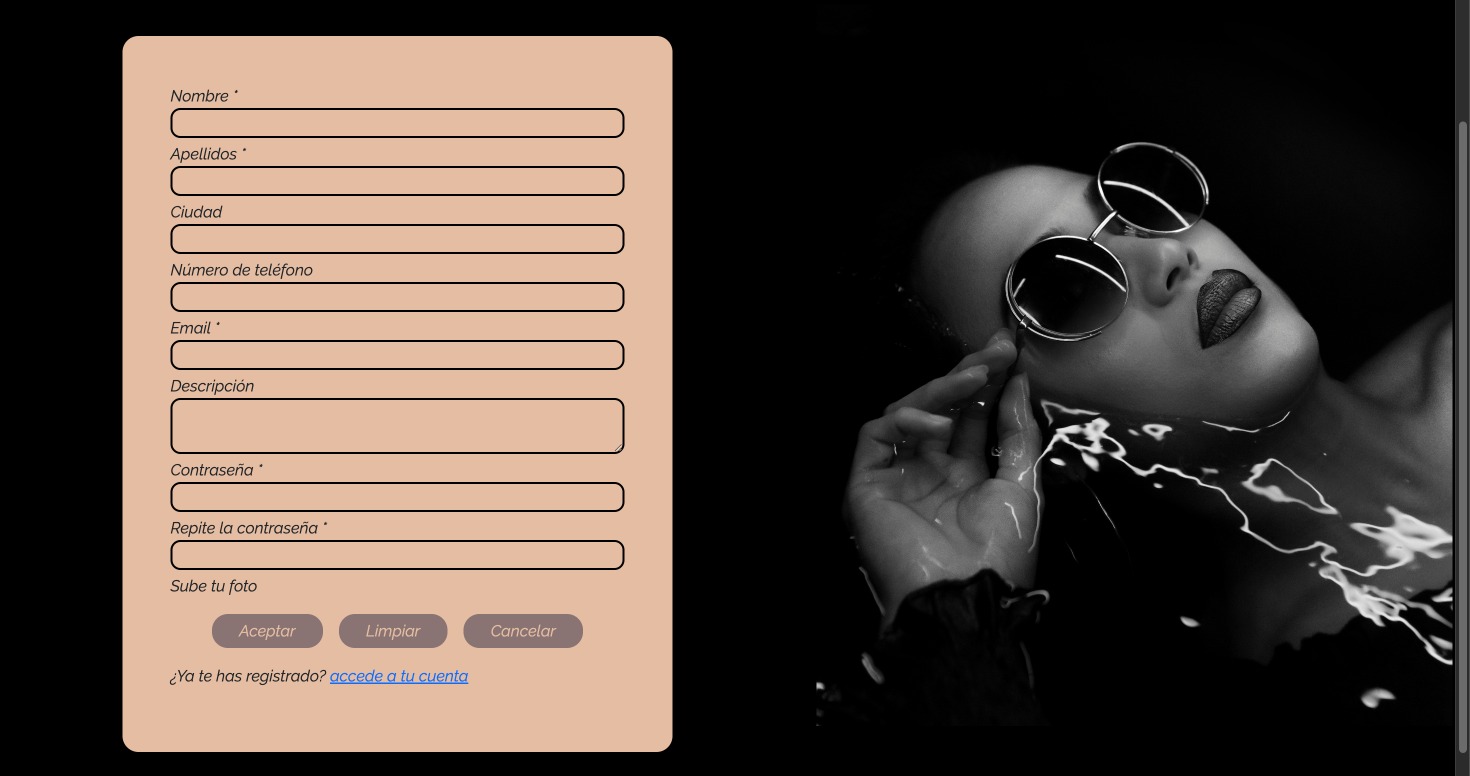 Nombre *
Apellidos *
Ciudad
Número de teléfono
Email *
Descripción
Contraseña *
Repite la contraseña *
Sube tu foto
Aceptar Limpiar Cancelar
¿Ya te has registrado? accede a tu cuenta